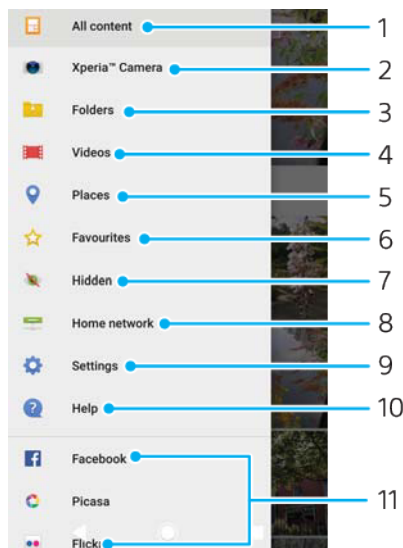 All content 1
Xperia™ Camera 2
Folders 3
Videos 4
Places 5
Favourites 6
Hidden 7
Home network 8
Settings 9
Help 10
Facebook
Picasa 11